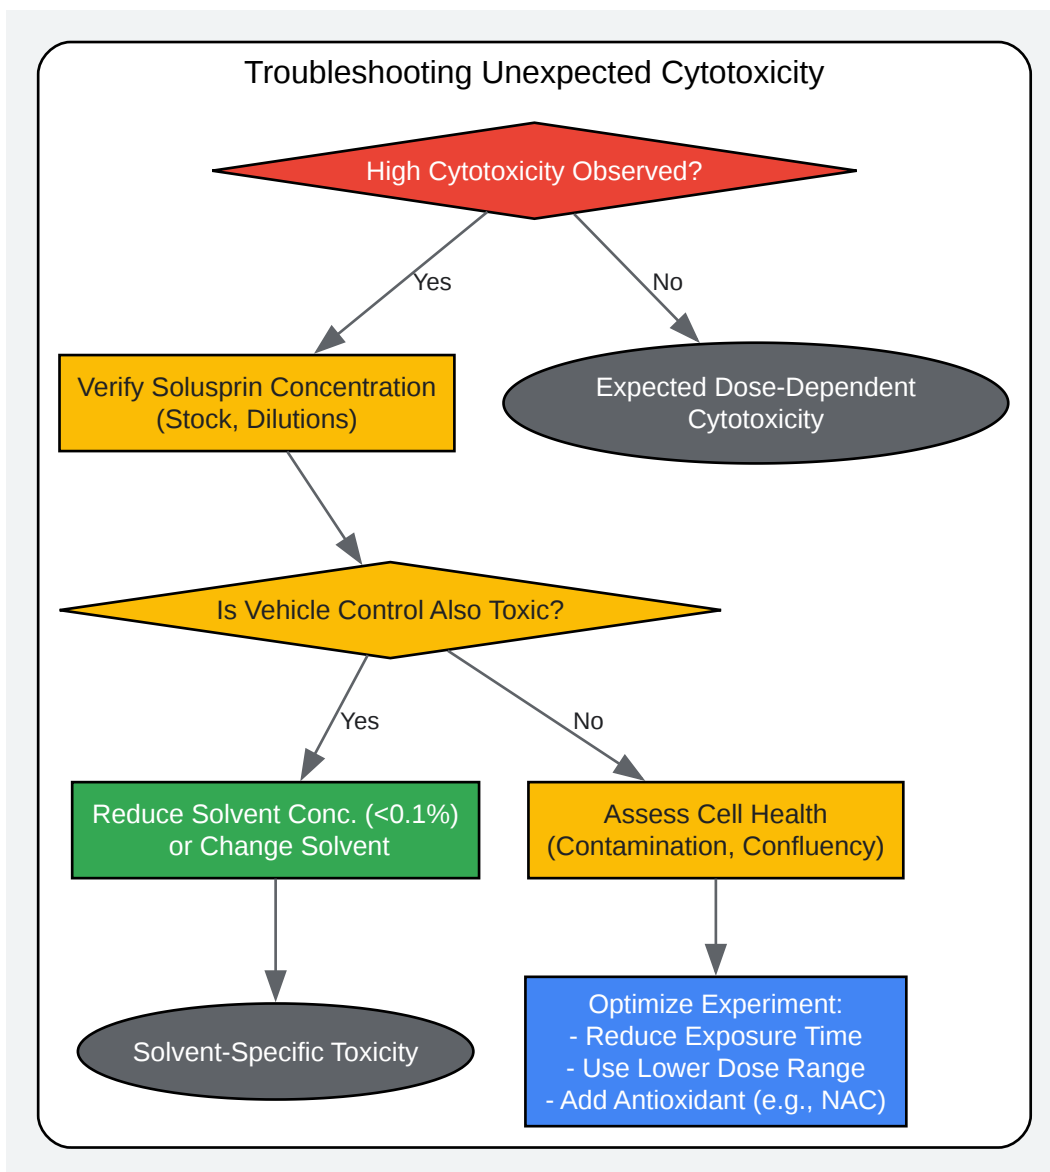 Troubleshooting Unexpected Cytotoxicity
High Cytotoxicity Observed?
Yes
No
Verify Solusprin Concentration
(Stock, Dilutions)
Expected Dose-Dependent
Cytotoxicity
Is Vehicle Control Also Toxic?
Yes
No
Reduce Solvent Conc. (<0.1%)
or Change Solvent
Assess Cell Health
(Contamination, Confluency)
Solvent-Specific Toxicity
Optimize Experiment:
- Reduce Exposure Time
- Use Lower Dose Range
- Add Antioxidant (e.g., NAC)